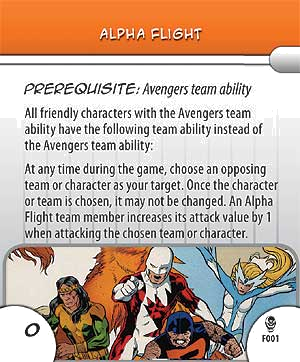 ALPHA FLIGHT
PREREQUISITE: Avengers team ability
All friendly characters with the Avengers team
ability have the following team ability instead of
the Avengers team ability:
At any time during the game, choose an opposing
team or character as your target. Once the character
or team is chosen, it may not be changed. An Alpha
Flight team member increases its attack value by 1
when attacking the chosen team or character.
0
F001